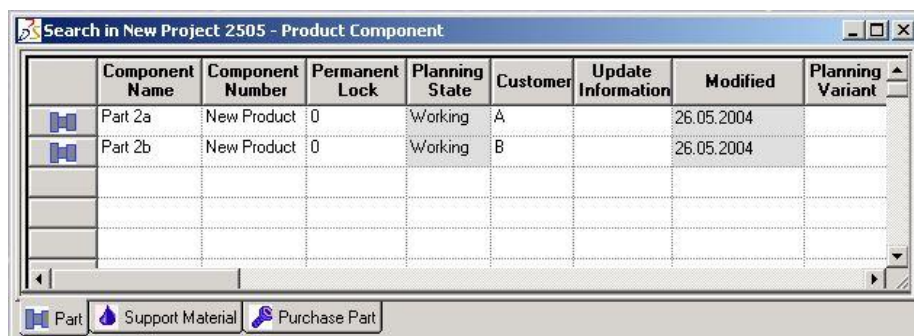 Search in New Project 2505 - Product Component
Component Name Component Number Permanent Lock Planning State Customer Update Information Modified Planning Variant
Part 2a New Product 0 Working A 26.05.2004
Part 2b New Product 0 Working B 26.05.2004
Part Support Material Purchase Part